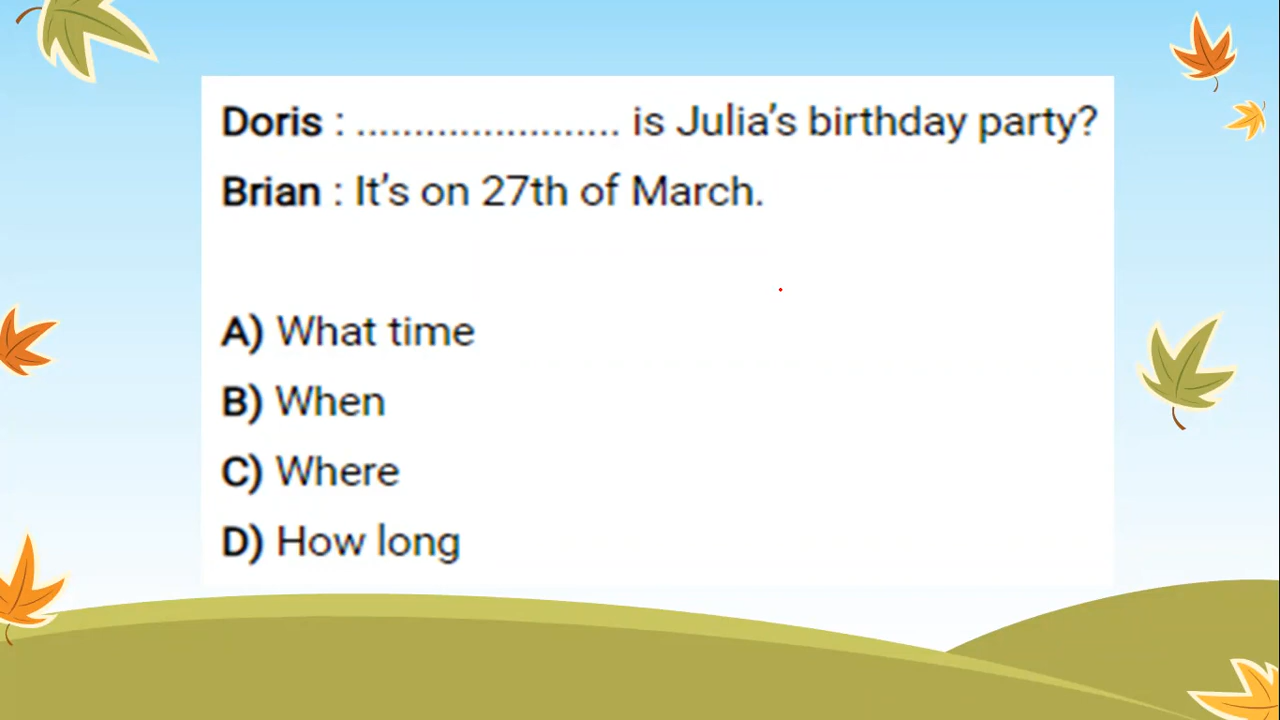 Doris : ....................... is Julia’s birthday party?
Brian : It’s on 27th of March.
A) What time
B) When
C) Where
D) How long